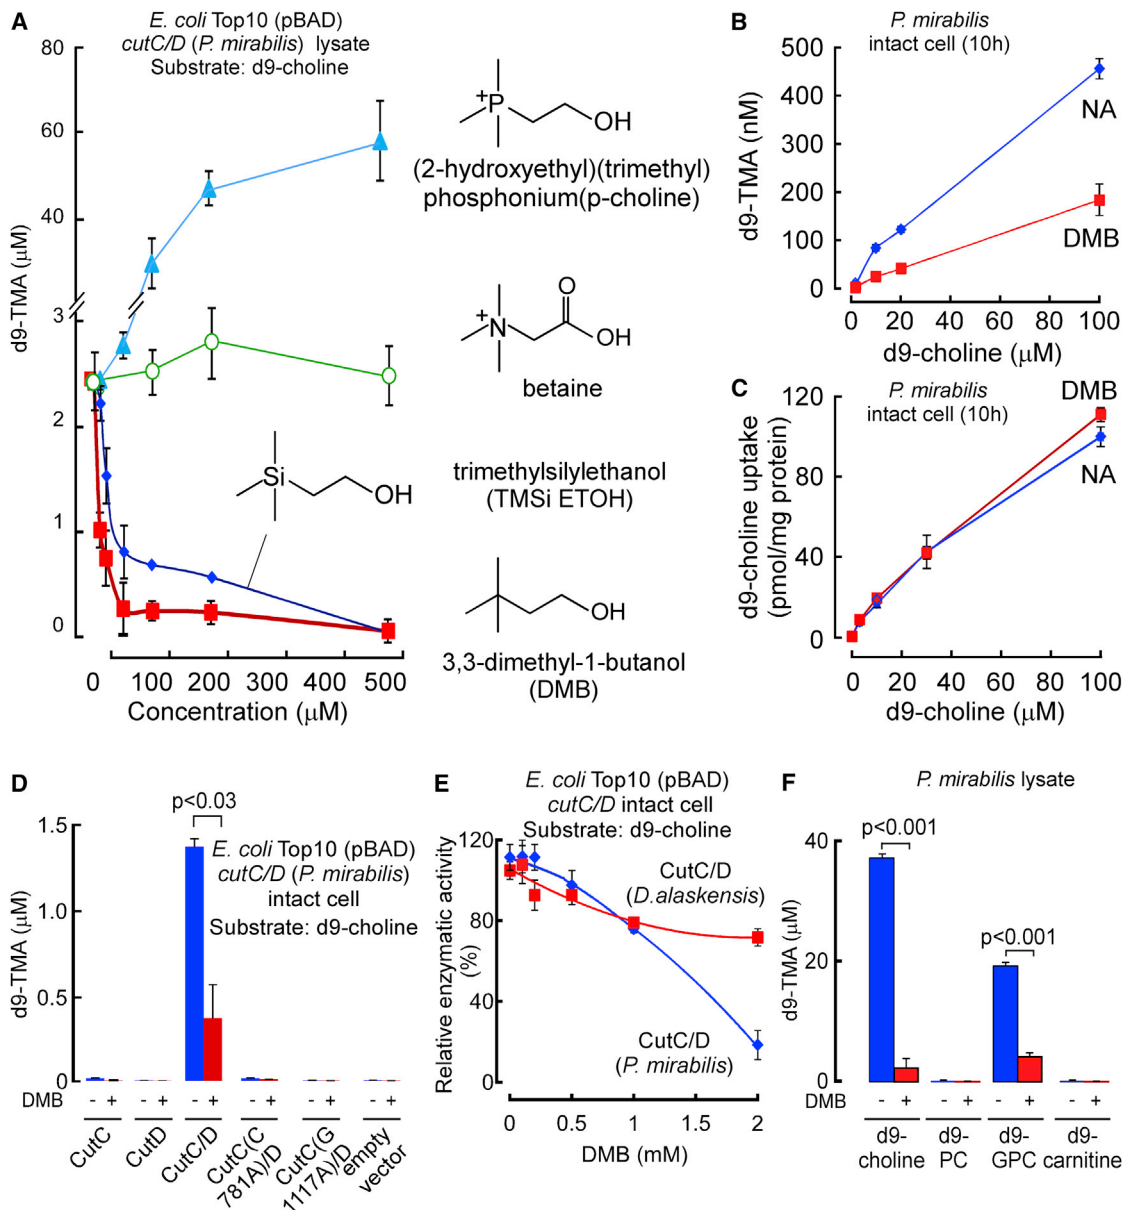 A
E. coli Top10 (pBAD)
cutC/D (P. mirabilis) lysate
Substrate: d9-choline
80
60
40
3
2
1
0
d9-TMA (μM)
0 100 200 300 400 500
Concentration (μM)
Si
OH
+
P
OH
(2-hydroxyethyl)(trimethyl)
phosphonium(p-choline)
+
N
O
OH
betaine
trimethylsilylethanol
(TMSi ETOH)
OH
3,3-dimethyl-1-butanol
(DMB)
B
P. mirabilis
intact cell (10h)
500
400
300
200
100
0
d9-TMA (nM)
NA
DMB
0 20 40 60 80 100
d9-choline (μM)
C
P. mirabilis
intact cell (10h)
120
80
40
0
d9-choline uptake
(pmol/mg protein)
DMB
NA
0 20 40 60 80 100
d9-choline (μM)
D
p<0.03
E. coli Top10 (pBAD)
cutC/D (P. mirabilis)
intact cell
Substrate: d9-choline
1.5
1.0
0.5
0
d9-TMA (μM)
DMB - + - + - + - + - + - +
CutC
CutD
CutC/D
CutC(C
781A)/D
CutC(G
1117A)/D
empty
vector
E
E. coli Top10 (pBAD)
cutC/D intact cell
Substrate: d9-choline
120
80
40
0
Relative enzymatic activity
(%)
CutC/D
(D.alaskensis)
CutC/D
(P. mirabilis)
0 0.5 1 1.5 2
DMB (mM)
F
P. mirabilis lysate
40
20
0
d9-TMA (μM)
p<0.001
p<0.001
DMB - + - + - + - +
d9- d9- d9- d9-
choline PC GPC carnitine